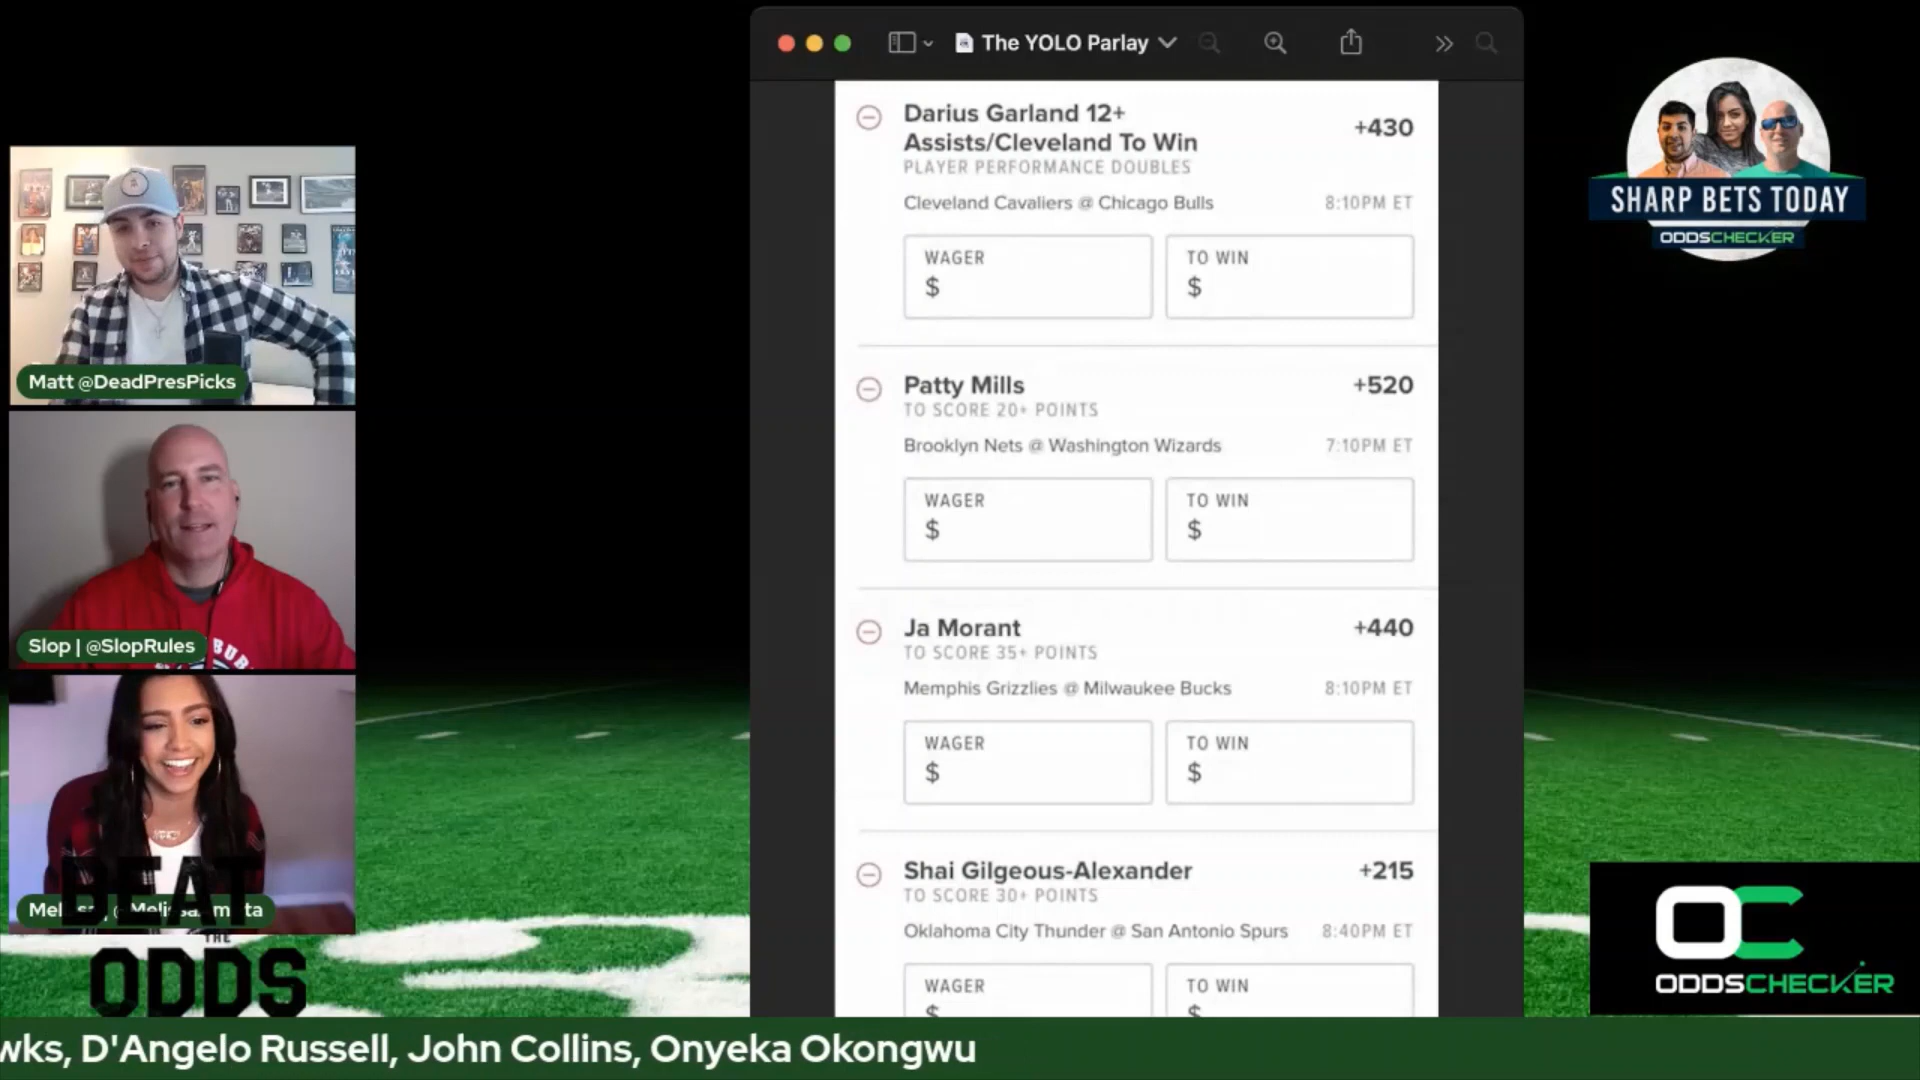 The YOLO Parlay
Darius Garland 12+
Assists/Cleveland To Win
+430
PLAYER PERFORMANCE DOUBLES
Cleveland Cavaliers @ Chicago Bulls
8:10PM ET
WAGER
$
TO WIN
$
Patty Mills
+520
TO SCORE 20+ POINTS
Brooklyn Nets @ Washington Wizards
7:10PM ET
WAGER
$
TO WIN
$
Ja Morant
+440
TO SCORE 35+ POINTS
Memphis Grizzlies @ Milwaukee Bucks
8:10PM ET
WAGER
$
TO WIN
$
Shai Gilgeous-Alexander
+215
TO SCORE 30+ POINTS
Oklahoma City Thunder @ San Antonio Spurs
8:40PM ET
WAGER
$
TO WIN
$
Matt @DeadPresPicks
Slop | @SlopRules
BEAT
THE
ODDS
SHARP BETS TODAY
ODDSCHECKER
OC
ODDSCHECKER
wks, D'Angelo Russell, John Collins, Onyeka Okongwu